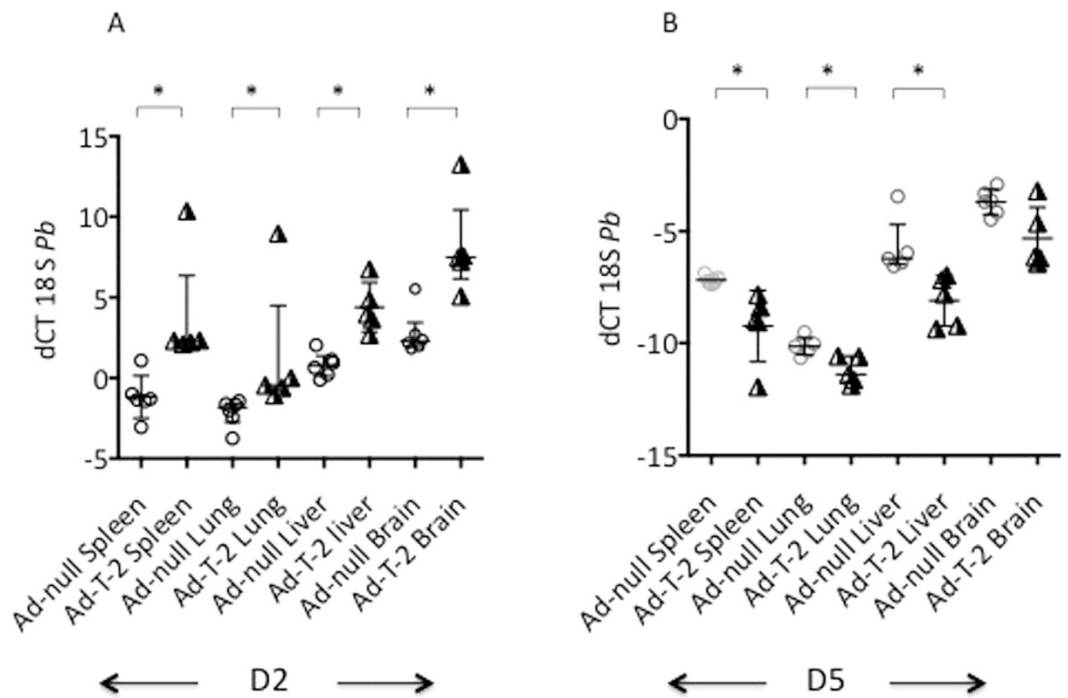 A
* * * *
dCT 18 S Pb
15
10
5
0
-5
Ad-null Spleen
Ad-T-2 Spleen
Ad-null Lung
Ad-T-2 Lung
Ad-null Liver
Ad-T-2 liver
Ad-null Brain
Ad-T-2 Brain
D2
B
* * *
dCT 18S Pb
0
-5
-10
-15
Ad-null Spleen
Ad-T-2 Spleen
Ad-null Lung
Ad-T-2 Lung
Ad-null Liver
Ad-T-2 Liver
Ad-null Brain
Ad-T-2 Brain
D5